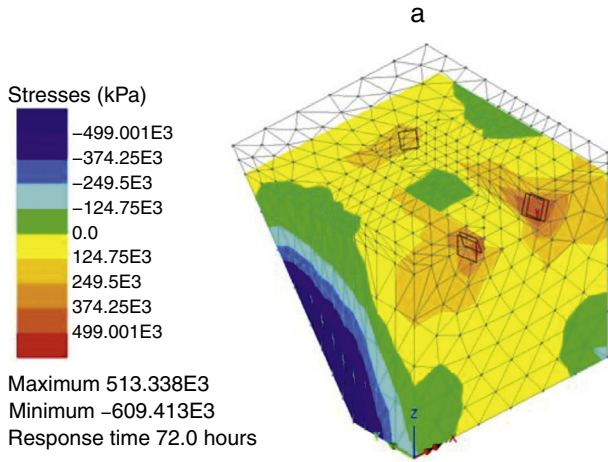 a
Stresses (kPa)
−499.001E3
−374.25E3
−249.5E3
−124.75E3
0.0
124.75E3
249.5E3
374.25E3
499.001E3
Maximum 513.338E3
Minimum −609.413E3
Response time 72.0 hours
Z
X